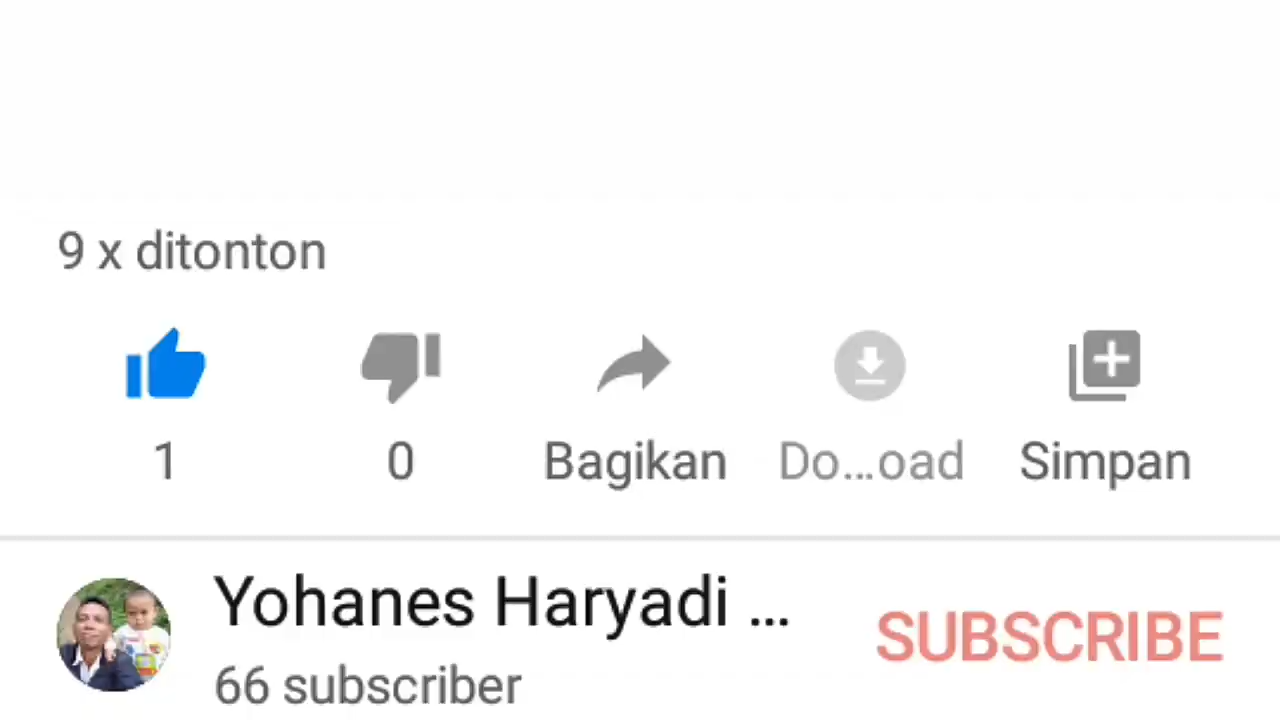 9 x ditonton
1 0 Bagikan Do...oad Simpan
Yohanes Haryadi ...
SUBSCRIBE
66 subscriber